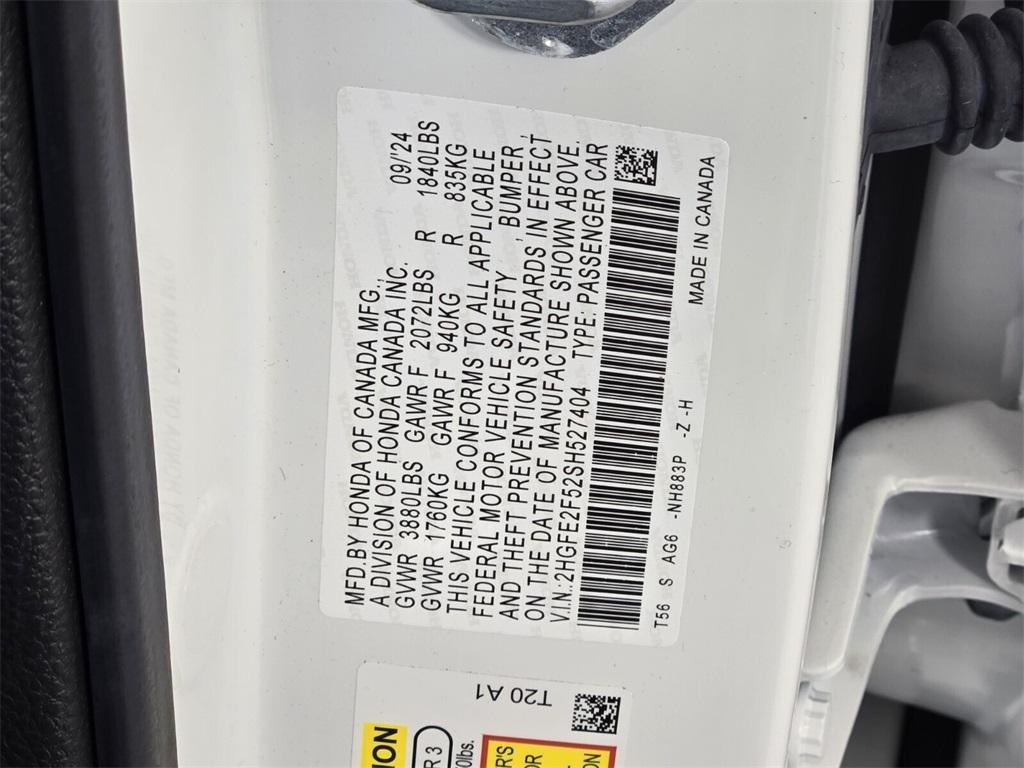 MFD.BY HONDA OF CANADA MFG.,
A DIVISION OF HONDA CANADA INC. 09/'24
GVWR 3880LBS GAWR F 2072LBS. R 1840LBS
GVWR 1760KG GAWR F 940KG R 835KG
THIS VEHICLE CONFORMS TO ALL APPLICABLE
FEDERAL MOTOR VEHICLE SAFETY, BUMPER,
AND THEFT PREVENTION STANDARDS IN EFFECT
ON THE DATE OF MANUFACTURE SHOWN ABOVE.
V.I.N.:2HGFE2F52SH527404 TYPE: PASSENGER CAR
T56 S AG6 -NH883P -Z -H
MADE IN CANADA
T20 A1